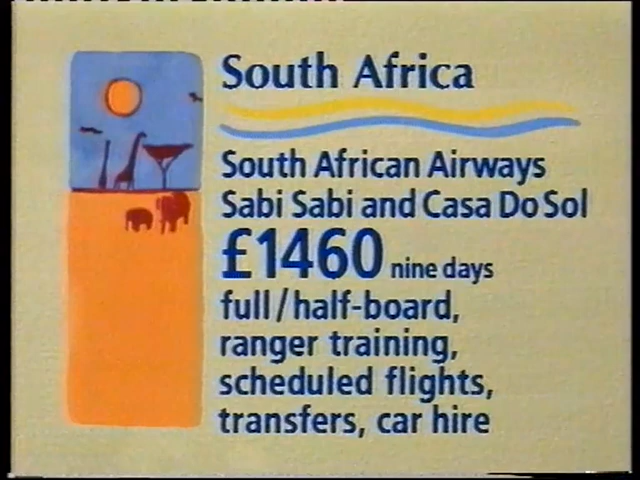 South Africa
South African Airways
Sabi Sabi and Casa Do Sol
£1460 nine days
full/half-board,
ranger training,
scheduled flights,
transfers, car hire